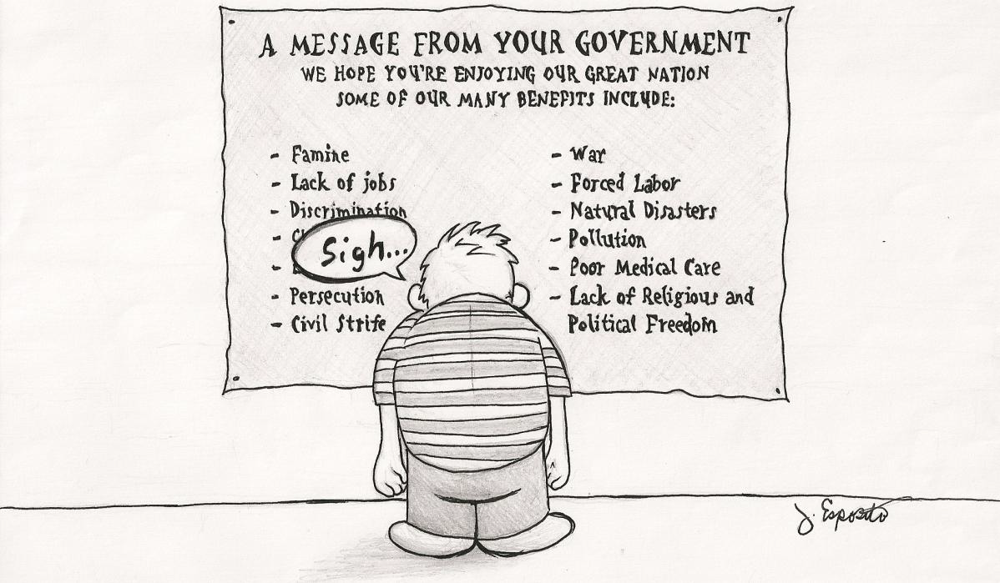 A MESSAGE FROM YOUR GOVERNMENT
WE HOPE YOU'RE ENJOYING OUR GREAT NATION
SOME OF OUR MANY BENEFITS INCLUDE:
- Famine
- Lack of jobs
- Discrimination
-
-
- Persecution
- Civil Strife
- War
- Forced Labor
- Natural Disasters
- Pollution
- Poor Medical Care
- Lack of Religious and
Political Freedom
Sigh...
J. Esposito